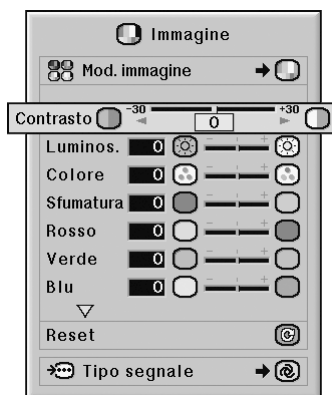 Immagine
Mod. immagine
Contrasto -30 0 +30
Luminos. 0 - +
Colore 0 - +
Sfumatura 0 - +
Rosso 0 - +
Verde 0 - +
Blu 0 - +
Reset
Tipo segnale